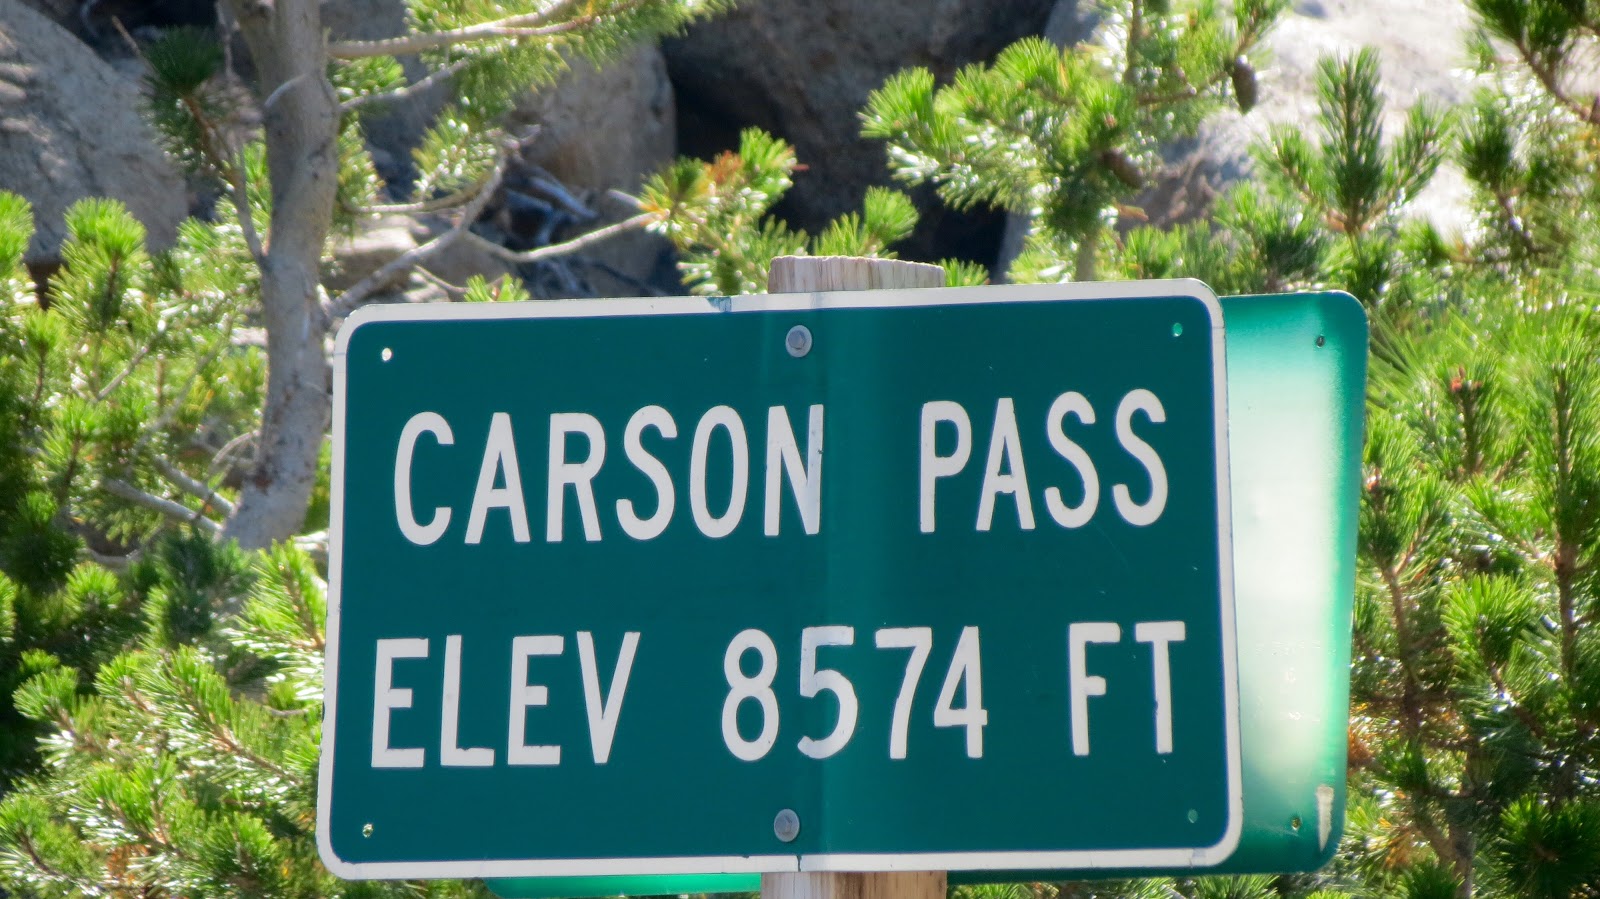 CARSON PASS
ELEV 8574 FT